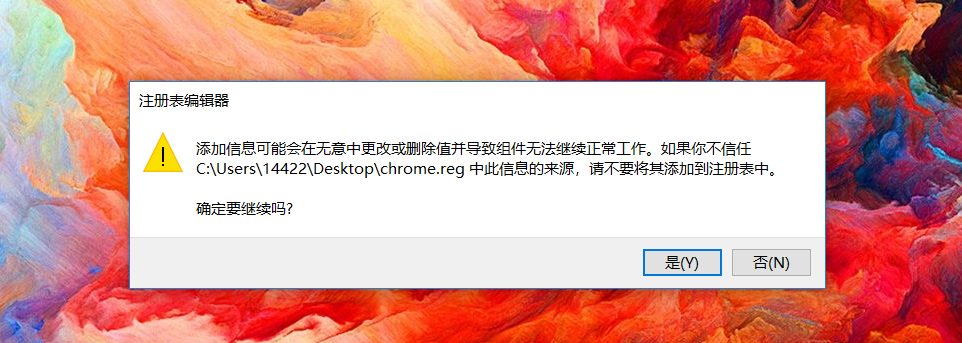 注册表编辑器
添加信息可能会在无意中更改或删除值并导致组件无法继续正常工作。如果你不信任
C:\Users\14422\Desktop\chrome.reg 中此信息的来源，请不要将其添加到注册表中。
确定要继续吗?
是(Y) 否(N)